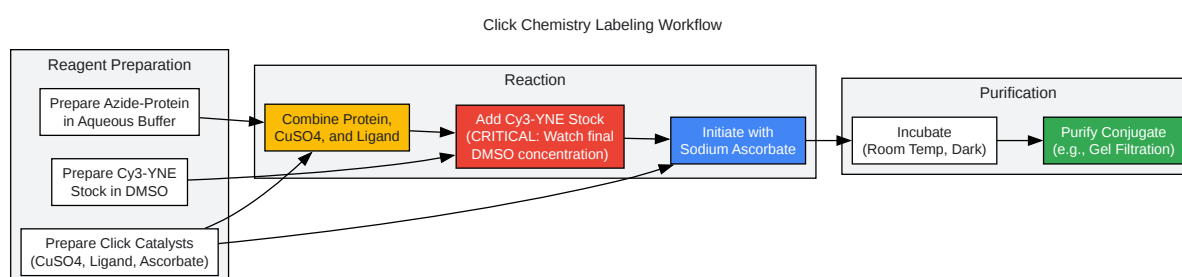 Click Chemistry Labeling Workflow
Reagent Preparation
Prepare Azide-Protein
in Aqueous Buffer
Prepare Cy3-YNE
Stock in DMSO
Prepare Click Catalysts
(CuSO4, Ligand, Ascorbate)
Reaction
Combine Protein,
CuSO4, and Ligand
Add Cy3-YNE Stock
(CRITICAL: Watch final
DMSO concentration)
Initiate with
Sodium Ascorbate
Purification
Incubate
(Room Temp, Dark)
Purify Conjugate
(e.g., Gel Filtration)